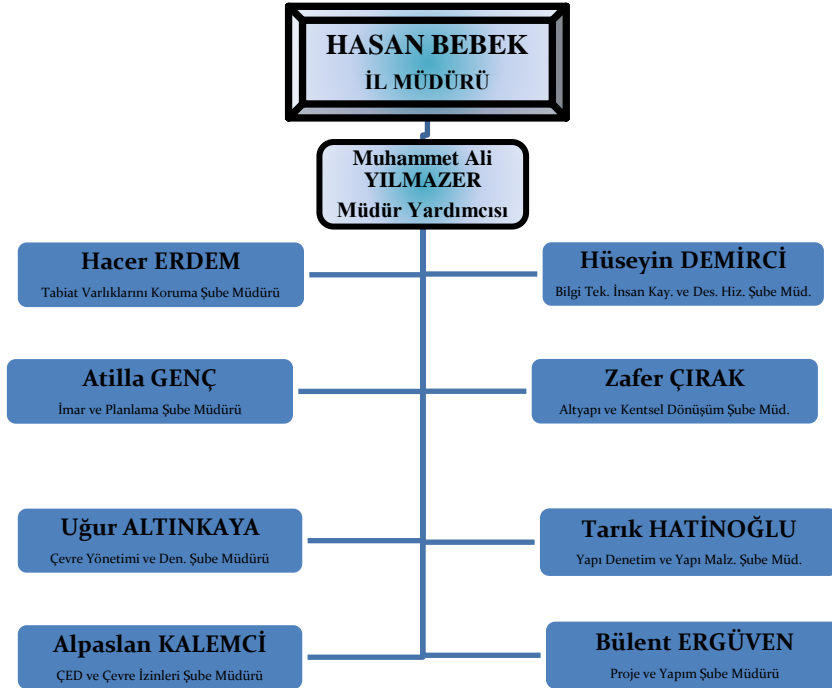 HASAN BEBEK
İL MÜDÜRÜ
Muhammet Ali
YILMAZER
Müdür Yardımcısı
Hacer ERDEM
Tabiat Varlıklarını Koruma Şube Müdürü
Hüseyin DEMİRCİ
Bilgi Tek. İnsan Kay. ve Des. Hiz. Şube Müd.
Atilla GENÇ
İmar ve Planlama Şube Müdürü
Zafer ÇIRAK
Altyapı ve Kentsel Dönüşüm Şube Müd.
Uğur ALTINKAYA
Çevre Yönetimi ve Den. Şube Müdürü
Tarık HATİNOĞLU
Yapı Denetim ve Yapı Malz. Şube Müd.
Alpaslan KALEMCİ
ÇED ve Çevre İzinleri Şube Müdürü
Bülent ERGÜVEN
Proje ve Yapım Şube Müdürü